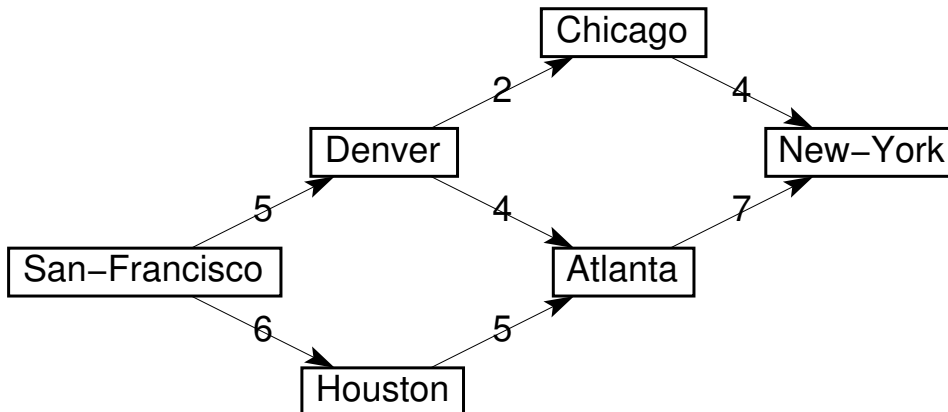 Chicago
2
4
Denver
New−York
5
4
7
San−Francisco
Atlanta
6
5
Houston